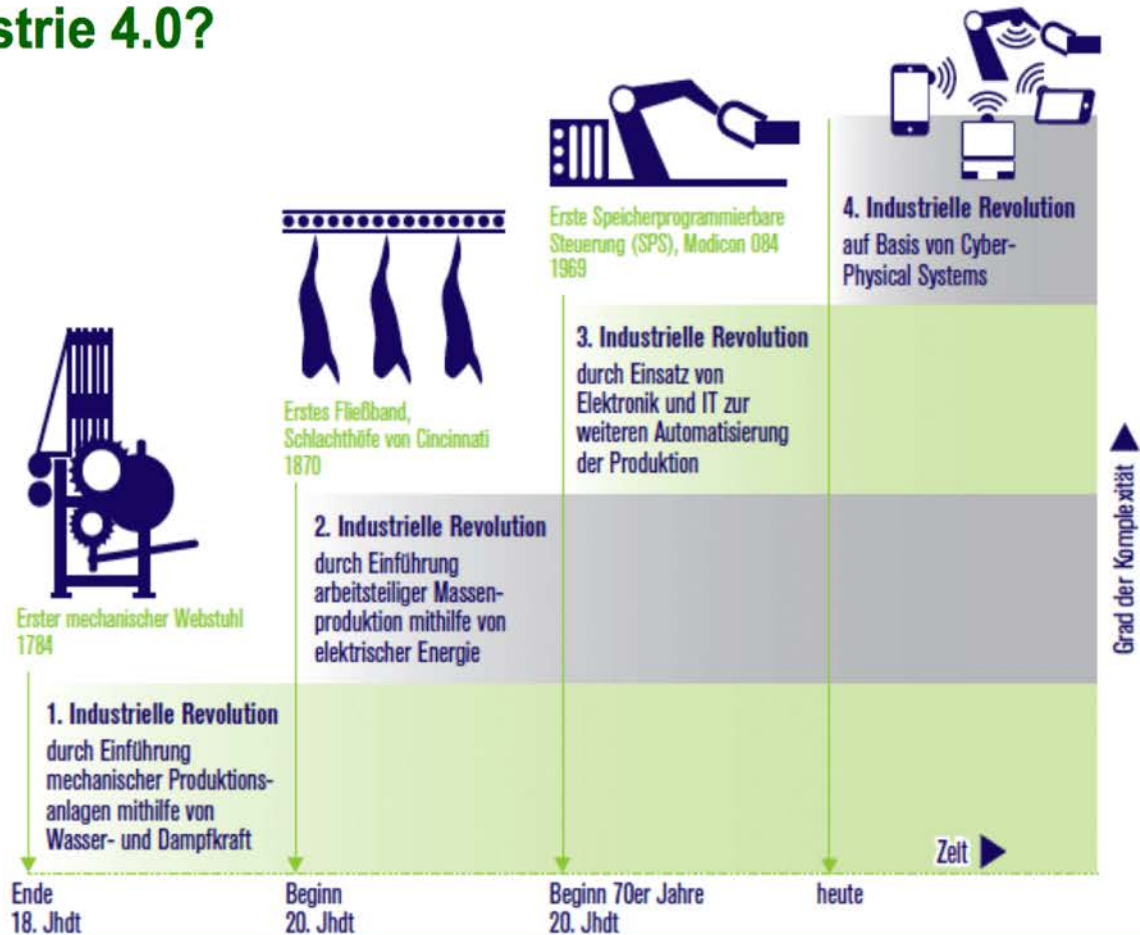 strie 4.0?
Erste Speicherprogrammierbare
Steuerung (SPS), Modicon 084
1969
4. Industrielle Revolution
auf Basis von Cyber-
Physical Systems
3. Industrielle Revolution
durch Einsatz von
Elektronik und IT zur
weiteren Automatisierung
der Produktion
Erstes Fließband,
Schlachthöfe von Cincinnati
1870
2. Industrielle Revolution
durch Einführung
arbeitsteiliger Massen-
produktion mithilfe von
elektrischer Energie
Erster mechanischer Webstuhl
1784
1. Industrielle Revolution
durch Einführung
mechanischer Produktions-
anlagen mithilfe von
Wasser- und Dampfkraft
Grad der Komplexität
Zeit
Ende
18. Jhdt
Beginn
20. Jhdt
Beginn 70er Jahre
20. Jhdt
heute